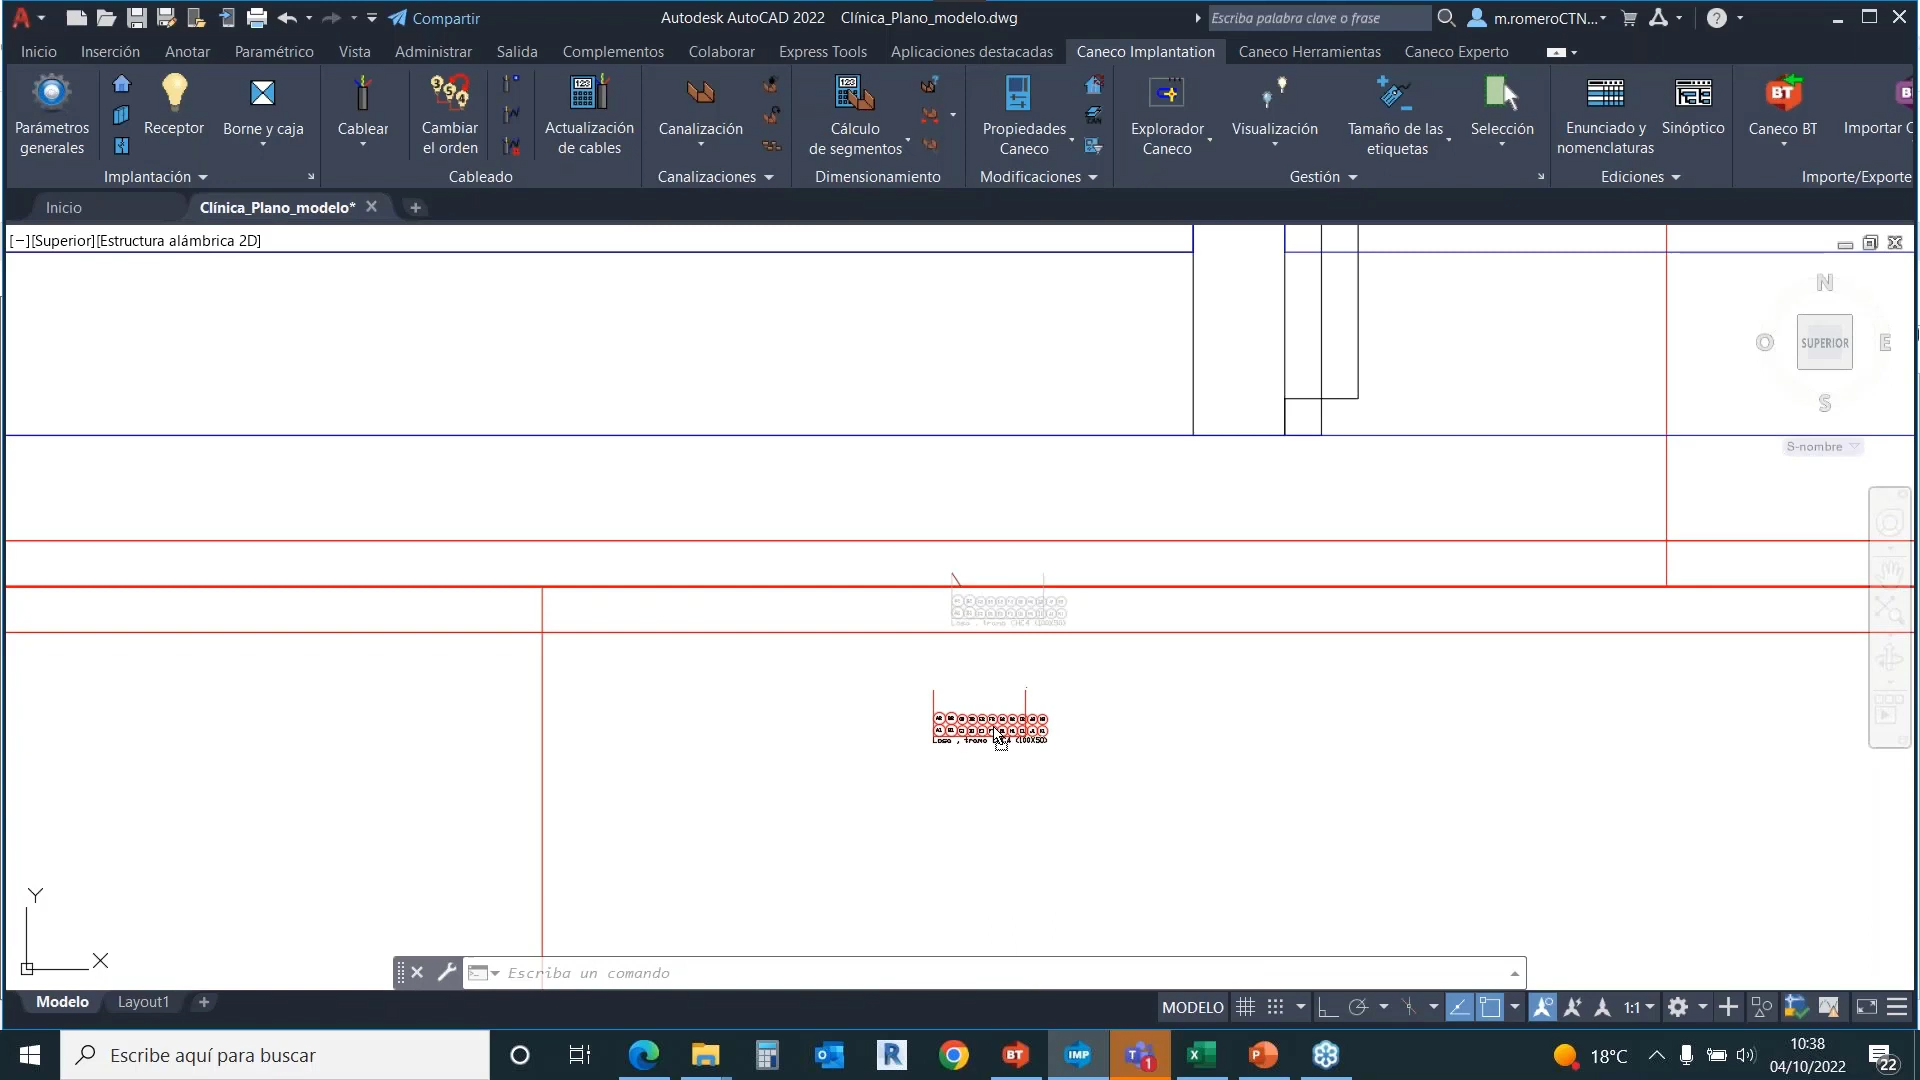 Compartir
Autodesk AutoCAD 2022 Clínica_Plano_modelo.dwg
Escriba palabra clave o frase
m.romeroCTN...
Inicio Inserción Anotar Paramétrico Vista Administrar Salida Complementos Colaborar Express Tools Aplicaciones destacadas Caneco Implantation Caneco Herramientas Caneco Experto
Parámetros generales
Receptor
Borne y caja
Cablear
Cambiar el orden
Actualización de cables
Canalización
Cálculo de segmentos
Propiedades Caneco
Explorador Caneco
Visualización
Tamaño de las etiquetas
Selección
Enunciado y nomenclaturas
Sinóptico
Caneco BT
Importar C
Implantación Cableado Canalizaciones Dimensionamiento Modificaciones Gestión Ediciones Importe/Exporte
Inicio
Clínica_Plano_modelo*
[−][Superior][Estructura alámbrica 2D]
N
O
SUPERIOR
E
S
S-nombre
Y
X
Escriba un comando
Modelo Layout1
MODELO
1:1
Escribe aquí para buscar
BT
IMP
18°C
10:38
04/10/2022
22